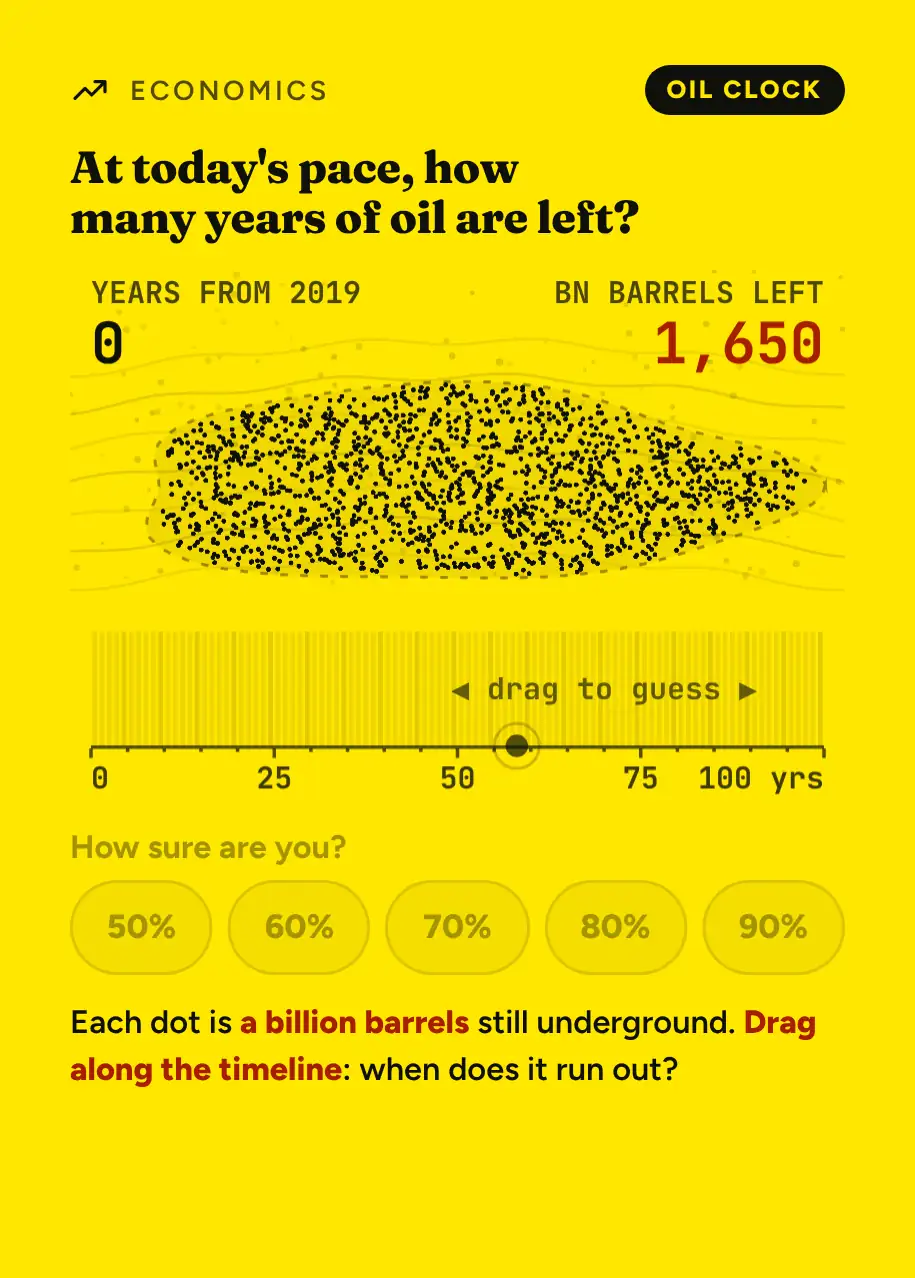 ECONOMICS
OIL CLOCK
At today's pace, how
many years of oil are left?
YEARS FROM 2019
BN BARRELS LEFT
0
1,650
◀ drag to guess ▶
0 25 50 75 100 yrs
How sure are you?
50% 60% 70% 80% 90%
Each dot is a billion barrels still underground. Drag
along the timeline: when does it run out?